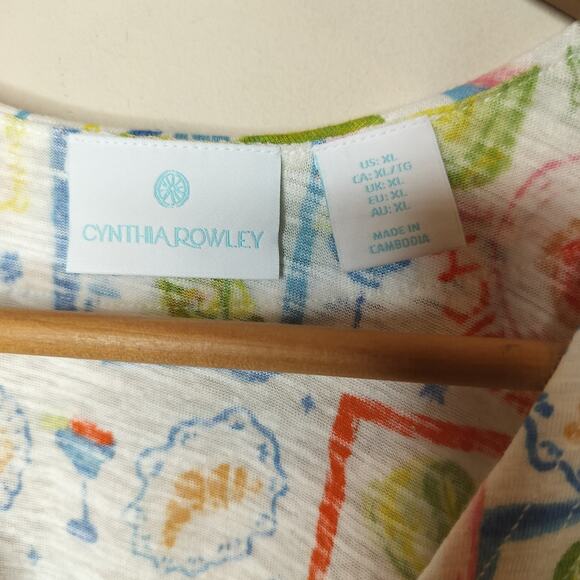 CYNTHIA ROWLEY
US: XL
CA: XL/TG
UK: XL
EU: XL
AU: XL
MADE IN
CAMBODIA